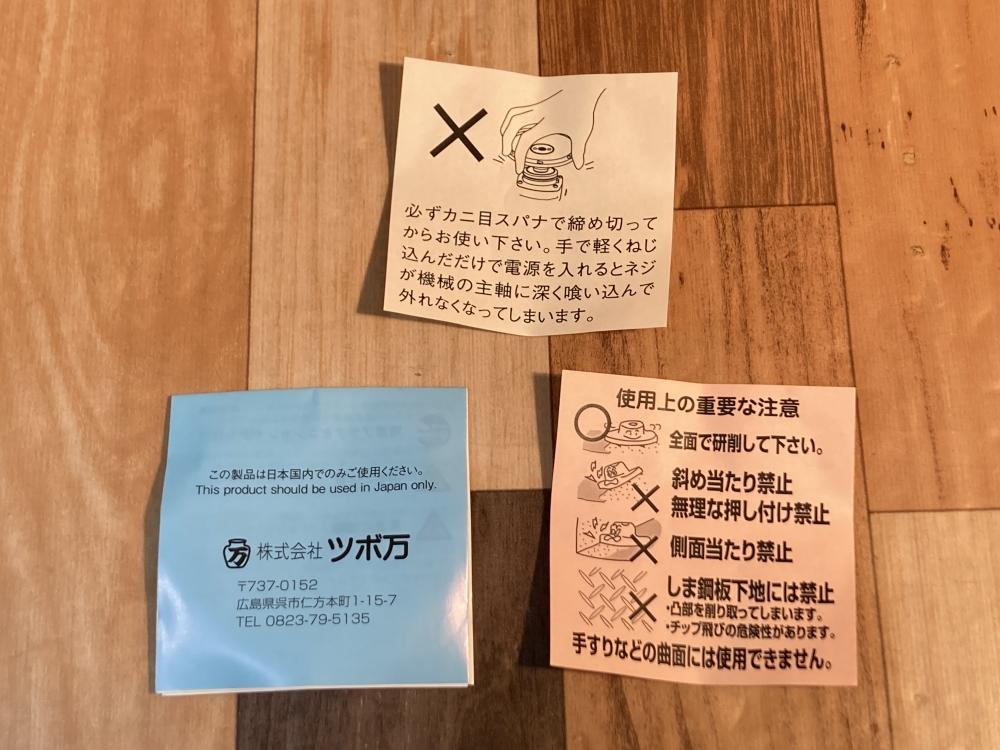 必ずカニ目スパナで締め切って
からお使い下さい。手で軽くねじ
込んだだけで電源を入れるとネジ
が機械の主軸に深く喰い込んで
外れなくなってしまいます。
この製品は日本国内でのみご使用ください。
This product should be used in Japan only.
万 株式会社 ツボ万
〒737-0152
広島県呉市仁方本町1-15-7
TEL 0823-79-5135
使用上の重要な注意
全面で研削して下さい。
斜め当たり禁止
無理な押し付け禁止
側面当たり禁止
しま鋼板下地には禁止
・凸部を削り取ってしまいます。
・チップ飛びの危険性があります。
手すりなどの曲面には使用できません。